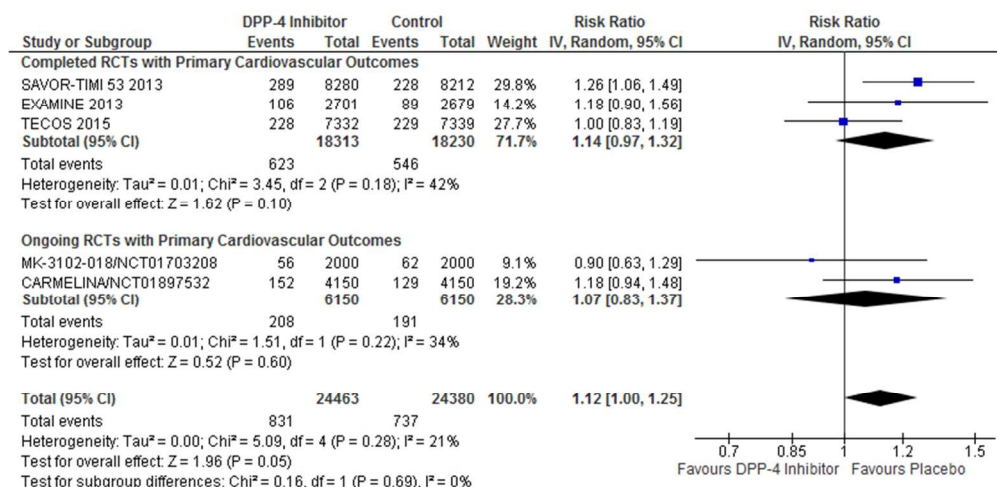 DPP-4 Inhibitor Control Risk Ratio Risk Ratio
Study or Subgroup Events Total Events Total Weight IV, Random, 95% CI IV, Random, 95% CI
Completed RCTs with Primary Cardiovascular Outcomes
SAVOR-TIMI 53 2013 289 8280 228 8212 29.8% 1.26 [1.06, 1.49]
EXAMINE 2013 106 2701 89 2679 14.2% 1.18 [0.90, 1.56]
TECOS 2015 228 7332 229 7339 27.7% 1.00 [0.83, 1.19]
Subtotal (95% CI) 18313 18230 71.7% 1.14 [0.97, 1.32]
Total events 623 546
Heterogeneity: Tau² = 0.01; Chi² = 3.45, df = 2 (P = 0.18); I² = 42%
Test for overall effect: Z = 1.62 (P = 0.10)
Ongoing RCTs with Primary Cardiovascular Outcomes
MK-3102-018/NCT01703208 56 2000 62 2000 9.1% 0.90 [0.63, 1.29]
CARMELINA/NCT01897532 152 4150 129 4150 19.2% 1.18 [0.94, 1.48]
Subtotal (95% CI) 6150 6150 28.3% 1.07 [0.83, 1.37]
Total events 208 191
Heterogeneity: Tau² = 0.01; Chi² = 1.51, df = 1 (P = 0.22); I² = 34%
Test for overall effect: Z = 0.52 (P = 0.60)
Total (95% CI) 24463 24380 100.0% 1.12 [1.00, 1.25]
Total events 831 737
Heterogeneity: Tau² = 0.00; Chi² = 5.09, df = 4 (P = 0.28); I² = 21%
Test for overall effect: Z = 1.96 (P = 0.05)
Test for subgroup differences: Chi² = 0.16, df = 1 (P = 0.69), I² = 0%
0.7 0.85 1 1.2 1.5
Favours DPP-4 Inhibitor Favours Placebo